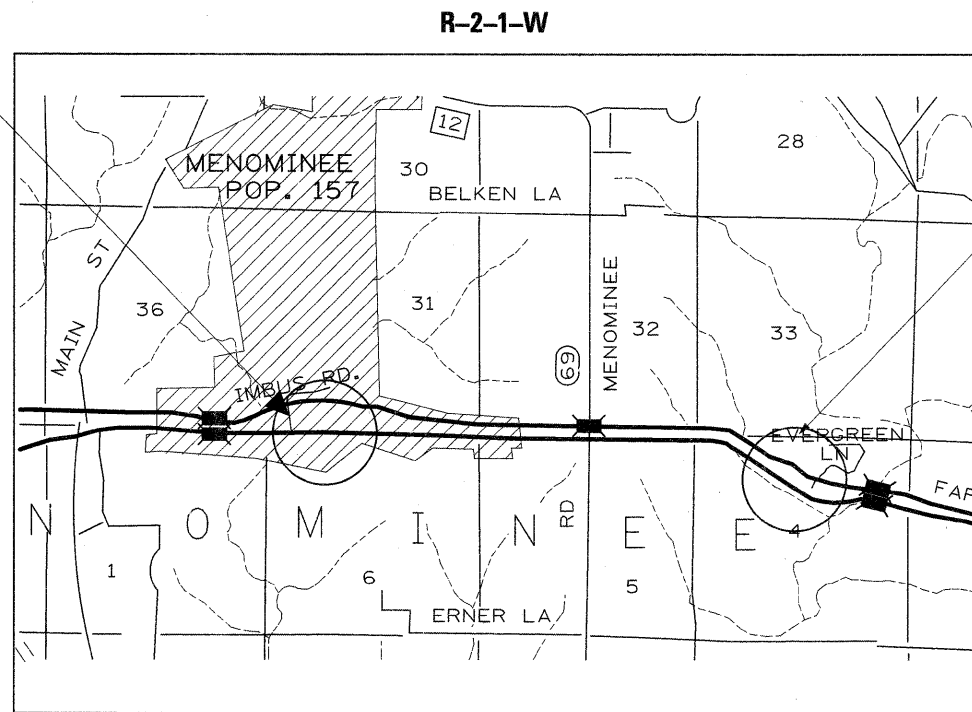 R–2–1–W
12
28
MENOMINEE
POP. 157
30
BELKEN LA
MAIN ST
36
31
MENOMINEE RD
32
33
69
IMBUS RD.
EVERGREEN
LN
FAR
N O M I N E E
4
1
6
5
ERNER LA